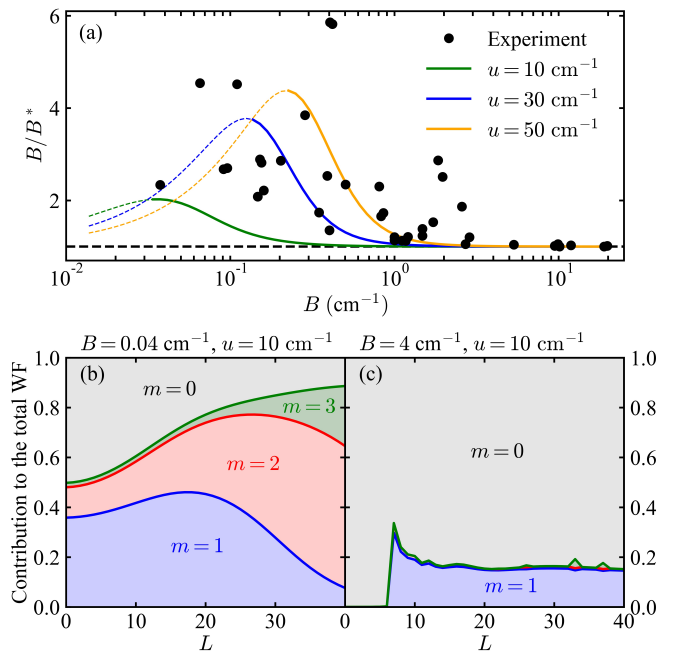 (a)
Experiment
u = 10 cm⁻¹
u = 30 cm⁻¹
u = 50 cm⁻¹
B/B*
6
4
2
10⁻² 10⁻¹ 10⁰ 10¹
B (cm⁻¹)
B = 0.04 cm⁻¹, u = 10 cm⁻¹
B = 4 cm⁻¹, u = 10 cm⁻¹
Contribution to the total WF
1.0
0.8
0.6
0.4
0.2
0.0
(b)
m = 0
m = 3
m = 2
m = 1
0 10 20 30
L
(c)
m = 0
m = 1
0 10 20 30 40
L
1.0
0.8
0.6
0.4
0.2
0.0